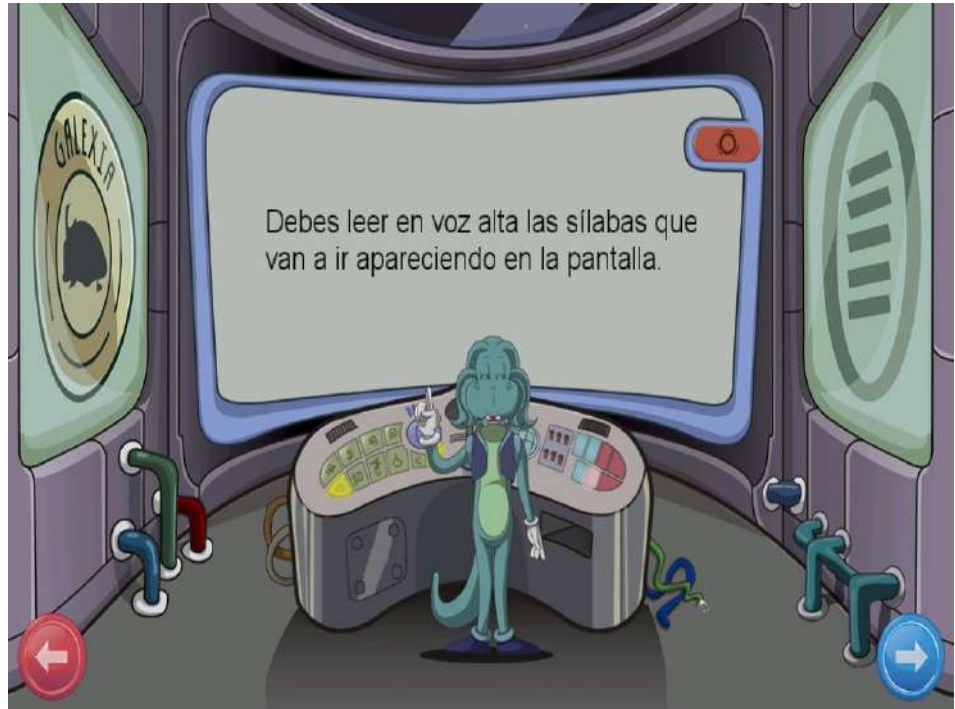 GALEXIA
Debes leer en voz alta las sílabas que
van a ir apareciendo en la pantalla.